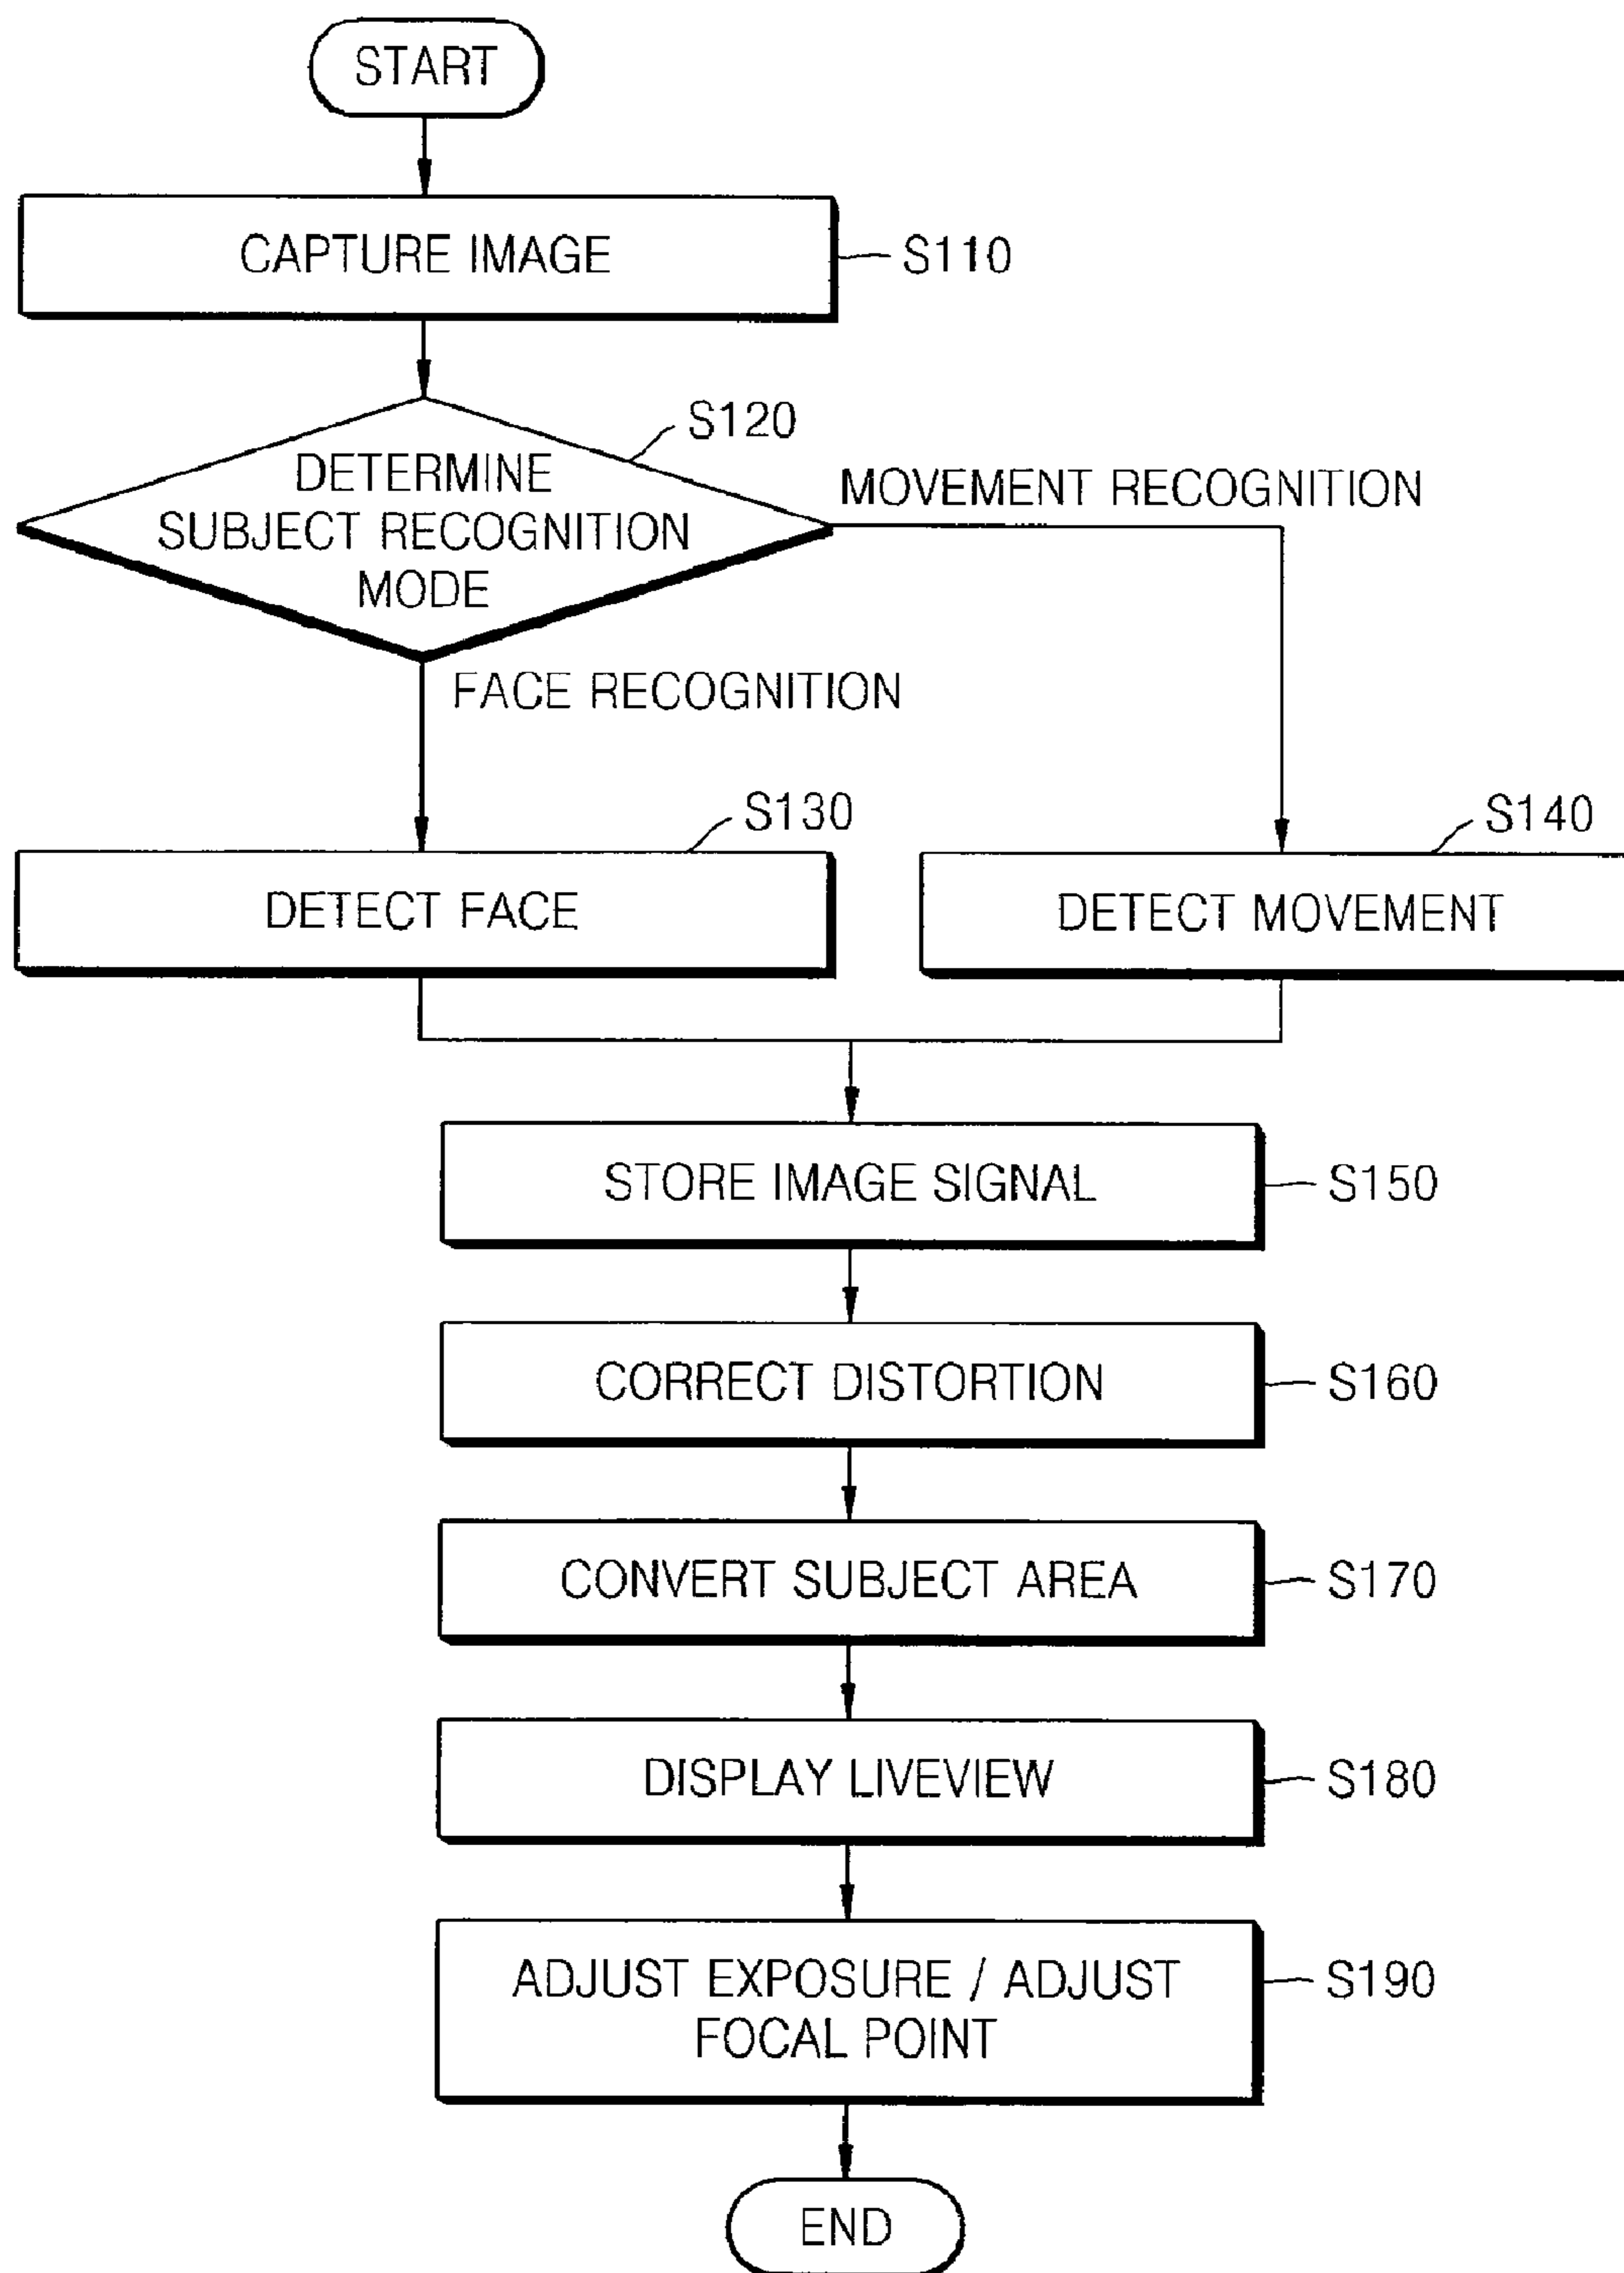 START
CAPTURE IMAGE
S110
S120
DETERMINE
SUBJECT RECOGNITION
MODE
MOVEMENT RECOGNITION
FACE RECOGNITION
S130
DETECT FACE
S140
DETECT MOVEMENT
STORE IMAGE SIGNAL
S150
CORRECT DISTORTION
S160
CONVERT SUBJECT AREA
S170
DISPLAY LIVEVIEW
S180
ADJUST EXPOSURE / ADJUST
FOCAL POINT
S190
END